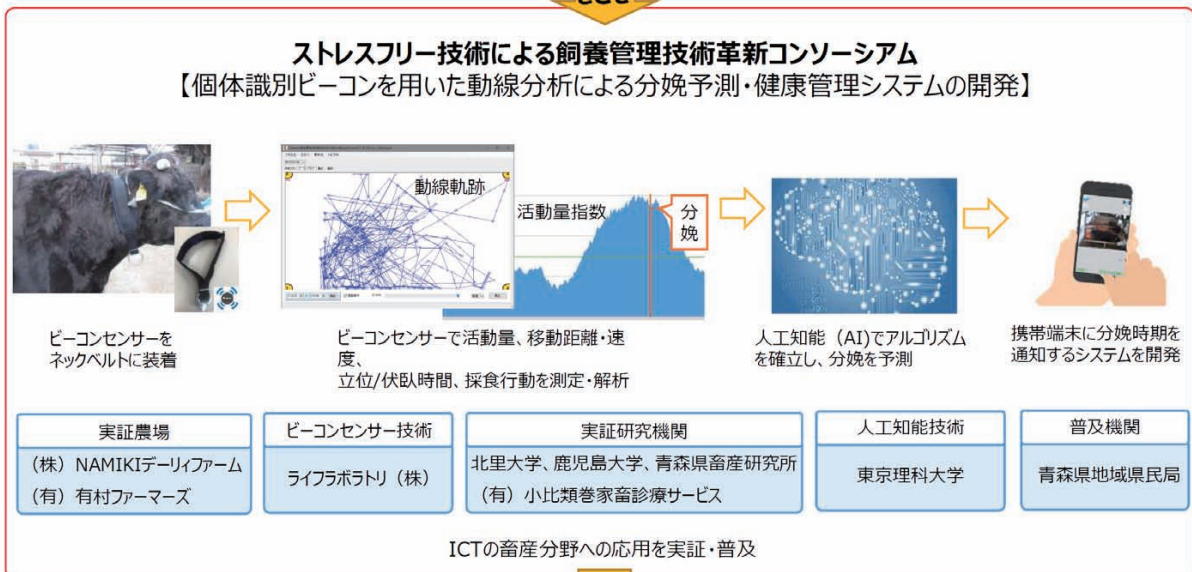 ストレスフリー技術による飼養管理技術革新コンソーシアム
【個体識別ビーコンを用いた動線分析による分娩予測・健康管理システムの開発】
動線軌跡
活動量指数
分
娩
ビーコンセンサーを
ネックベルトに装着
ビーコンセンサーで活動量、移動距離・速
度、
立位/伏臥時間、採食行動を測定・解析
人工知能（AI)でアルゴリズム
を確立し、分娩を予測
携帯端末に分娩時期を
通知するシステムを開発
実証農場
（株）NAMIKIデーリィファーム
（有）有村ファーマーズ
ビーコンセンサー技術
ライフラボラトリ（株）
実証研究機関
北里大学、鹿児島大学、青森県畜産研究所
（有）小比類巻家畜診療サービス
人工知能技術
東京理科大学
普及機関
青森県地域県民局
ICTの畜産分野への応用を実証・普及